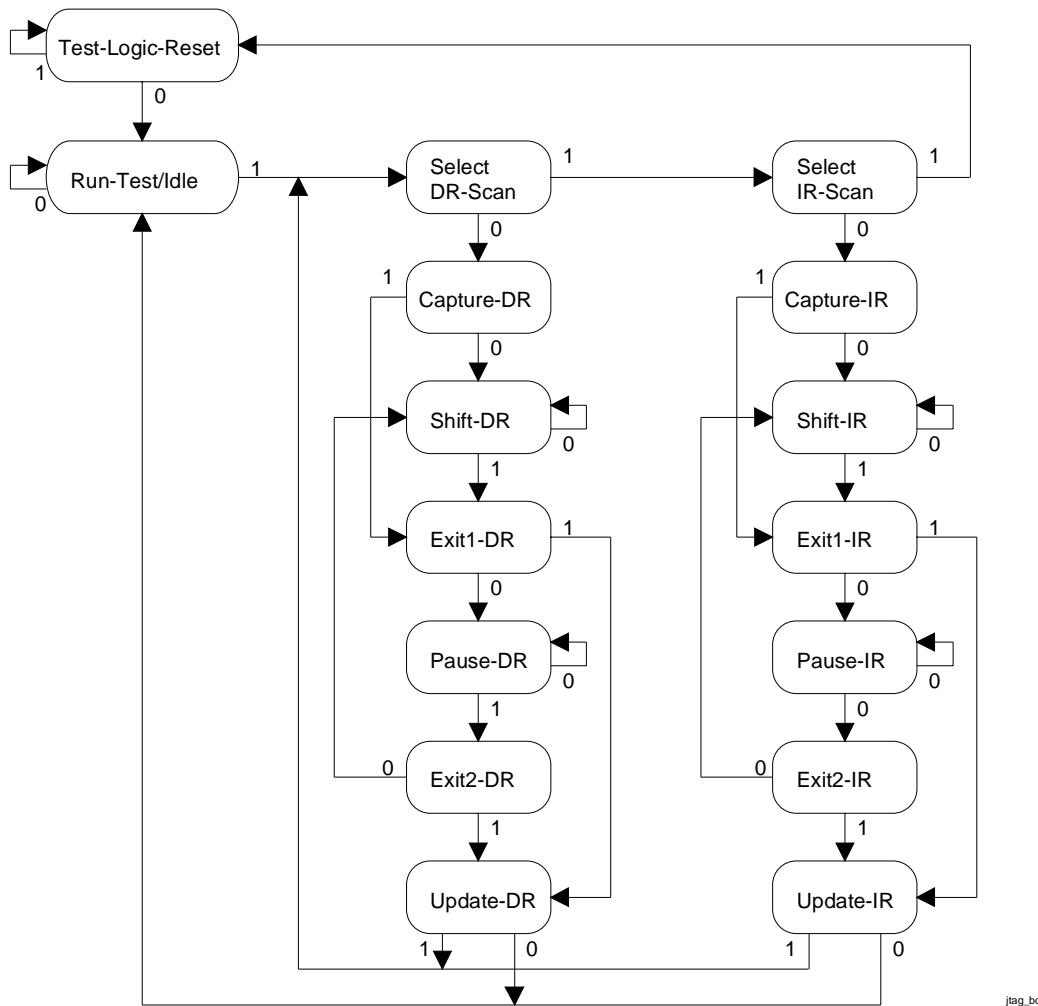 Test-Logic-Reset
1
0
Run-Test/Idle
0
1
Select
DR-Scan
1
Select
IR-Scan
1
0
0
1
Capture-DR
1
Capture-IR
0
0
Shift-DR
0
Shift-IR
0
1
1
Exit1-DR
1
Exit1-IR
1
0
0
Pause-DR
0
Pause-IR
0
1
0
0
Exit2-DR
0
Exit2-IR
1
1
Update-DR
Update-IR
1
0
1
0